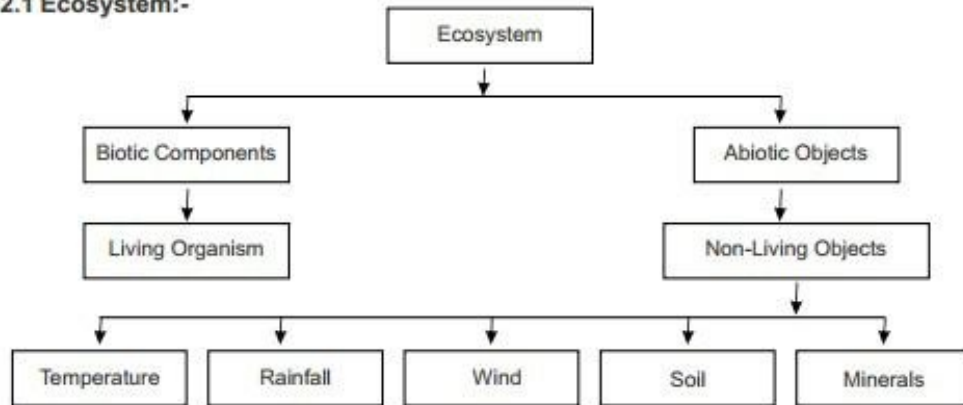 2.1 Ecosystem:-
Ecosystem
Biotic Components
Abiotic Objects
Living Organism
Non-Living Objects
Temperature
Rainfall
Wind
Soil
Minerals